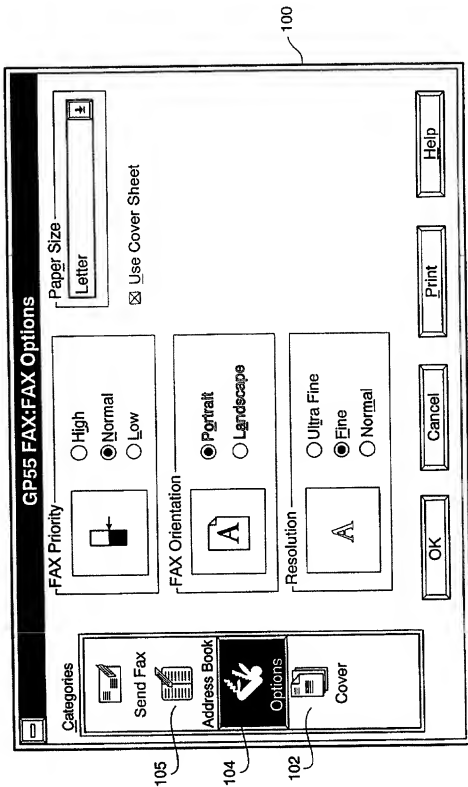 GP55 FAX:FAX Options
Categories
Send Fax
Address Book
Options
Cover
FAX Priority
High
Normal
Low
FAX Orientation
A
Portrait
Landscape
Resolution
A
Ultra Fine
Fine
Normal
Paper Size
Letter
Use Cover Sheet
OK
Cancel
Print
Help
105
104
102
100